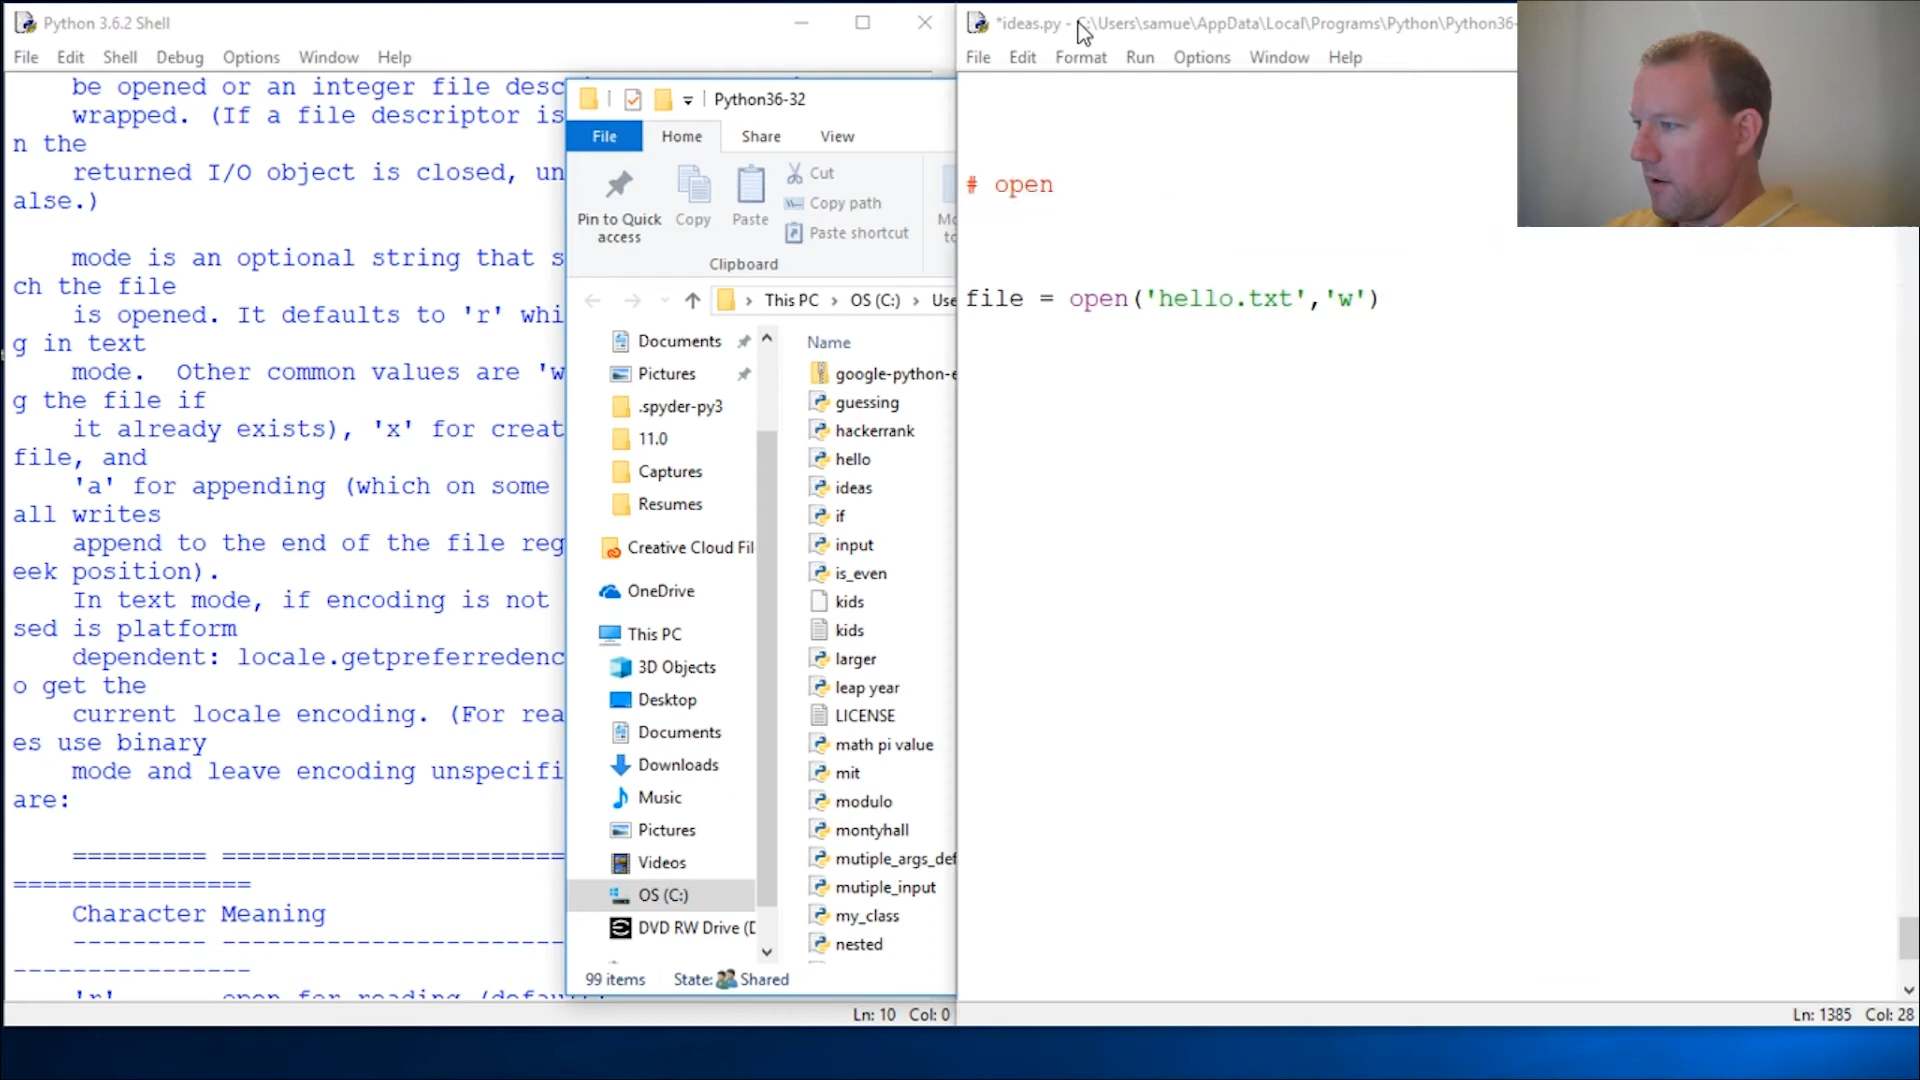 Python 3.6.2 Shell
File Edit Shell Debug Options Window Help
be opened or an integer file desc
wrapped. (If a file descriptor is
n the
returned I/O object is closed, un
alse.)
mode is an optional string that s
ch the file
is opened. It defaults to 'r' whi
g in text
mode.  Other common values are 'w
g the file if
it already exists), 'x' for creat
file, and
'a' for appending (which on some
all writes
append to the end of the file reg
eek position).
In text mode, if encoding is not
sed is platform
dependent: locale.getpreferredenc
o get the
current locale encoding. (For rea
es use binary
mode and leave encoding unspecifi
are:
========= =======================
================
Character Meaning
--------- -----------------------
----------------
'r' open for reading (default)
Ln: 10 Col: 0
Python36-32
File Home Share View
Pin to Quick access
Copy
Paste
Cut
Copy path
Paste shortcut
Clipboard
This PC > OS (C:) > Use
Documents
Pictures
.spyder-py3
11.0
Captures
Resumes
Creative Cloud Fil
OneDrive
This PC
3D Objects
Desktop
Documents
Downloads
Music
Pictures
Videos
OS (C:)
DVD RW Drive (D
Name
google-python-e
guessing
hackerrank
hello
ideas
if
input
is_even
kids
kids
larger
leap year
LICENSE
math pi value
mit
modulo
montyhall
mutiple_args_def
mutiple_input
my_class
nested
99 items State: Shared
*ideas.py - C:\Users\samue\AppData\Local\Programs\Python\Python36-
File Edit Format Run Options Window Help
# open
file = open('hello.txt','w')
Ln: 1385 Col: 28